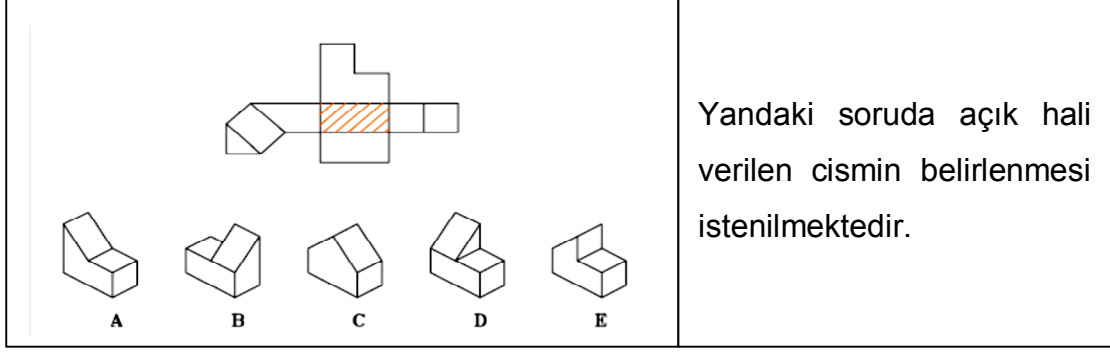 Yandaki soruda açık hali
verilen cismin belirlenmesi
istenilmektedir.
A B C D E